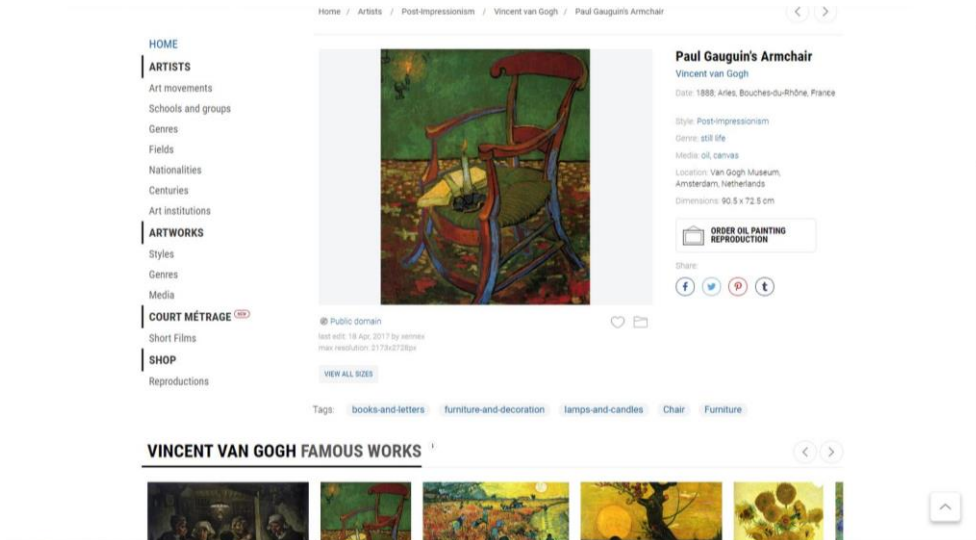 Home / Artists / Post-Impressionism / Vincent van Gogh / Paul Gauguin's Armchair
HOME
ARTISTS
Art movements
Schools and groups
Genres
Fields
Nationalities
Centuries
Art institutions
ARTWORKS
Styles
Genres
Media
COURT MÉTRAGE NEW
Short Films
SHOP
Reproductions
Paul Gauguin's Armchair
Vincent van Gogh
Date: 1888; Arles, Bouches-du-Rhône, France
Style: Post-Impressionism
Genre: still life
Media: oil, canvas
Location: Van Gogh Museum,
Amsterdam, Netherlands
Dimensions: 90.5 x 72.5 cm
ORDER OIL PAINTING
REPRODUCTION
Share:
Public domain
last edit: 18 Apr, 2017 by xennex
max resolution: 2173x2728px
VIEW ALL SIZES
Tags: books-and-letters furniture-and-decoration lamps-and-candles Chair Furniture
VINCENT VAN GOGH FAMOUS WORKS